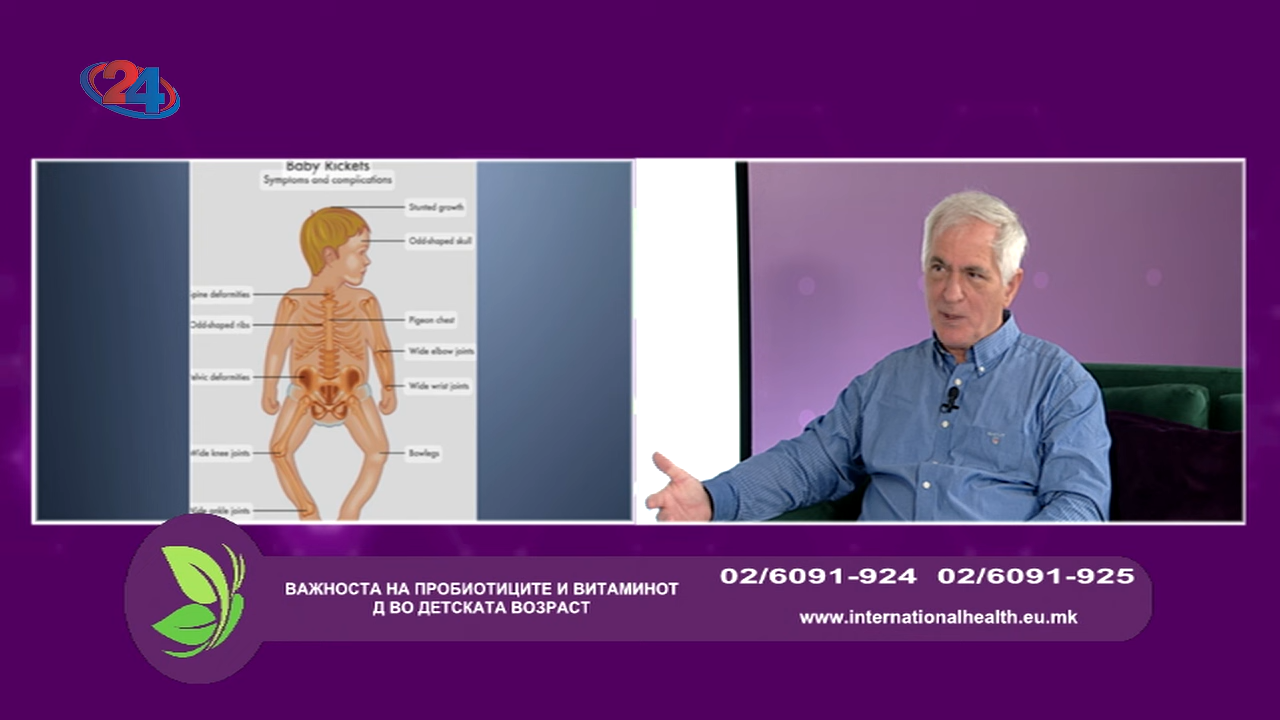 24
Baby Rickets
Symptoms and complications
Stunted growth
Odd-shaped skull
pine deformities
Odd-shaped ribs
Pigeon chest
Wide elbow joints
elvic deformities
Wide wrist joints
Wide knee joints
Bowlegs
Wide ankle joints
ВАЖНОСТА НА ПРОБИОТИЦИТЕ И ВИТАМИНОТ
Д ВО ДЕТСКАТА ВОЗРАСТ
02/6091-924 02/6091-925
www.internationalhealth.eu.mk